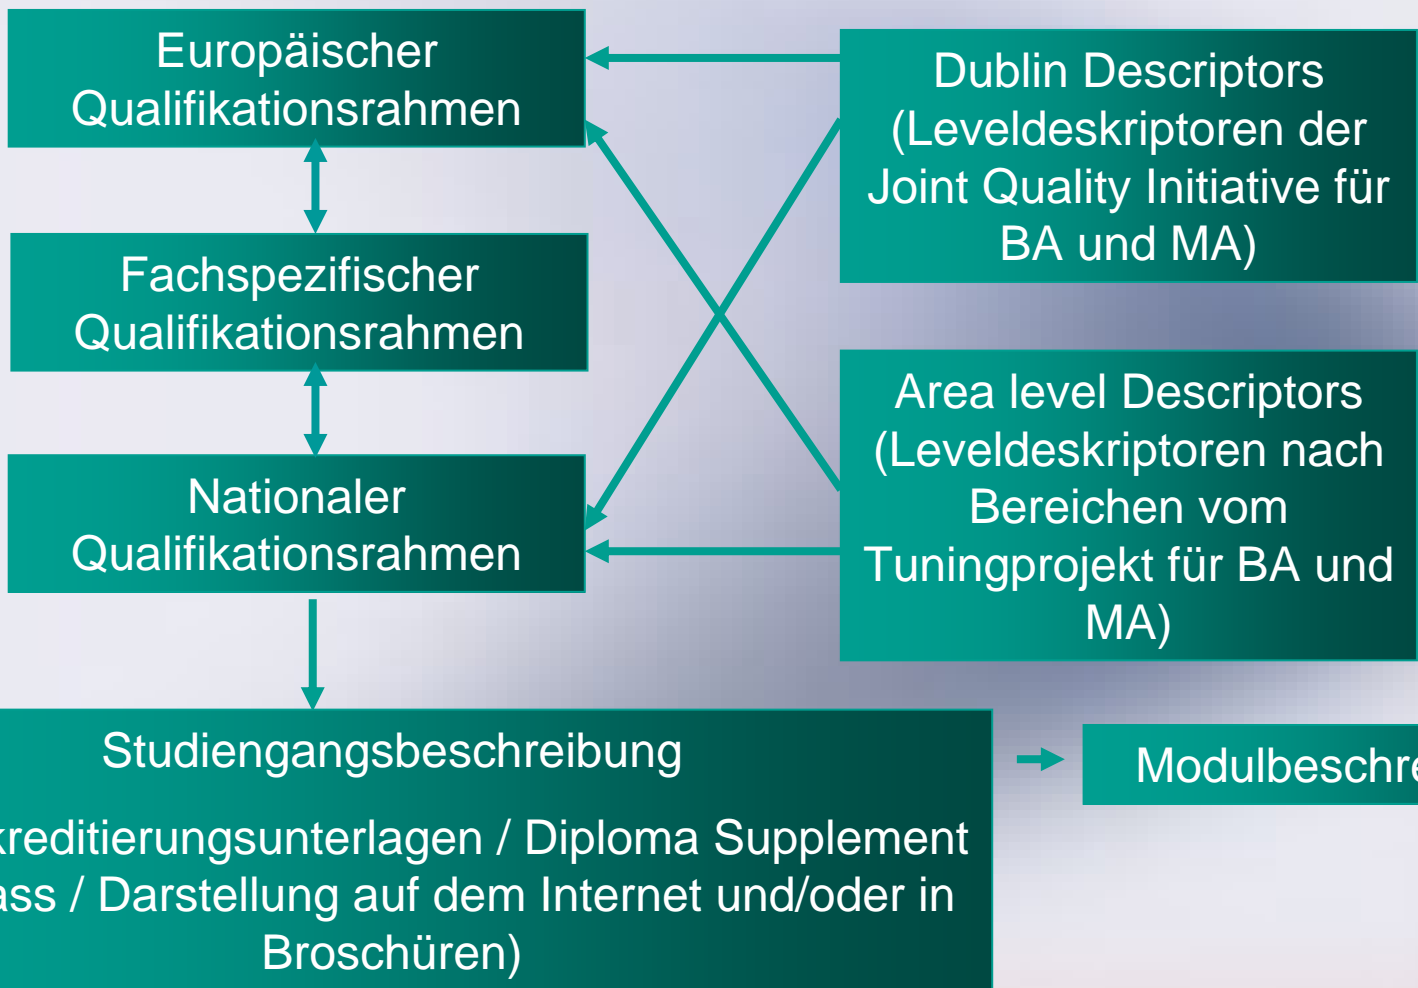 Europäischer
Qualifikationsrahmen
Fachspezifischer
Qualifikationsrahmen
Nationaler
Qualifikationsrahmen
Dublin Descriptors
(Leveldeskriptoren der
Joint Quality Initiative für
BA und MA)
Area level Descriptors
(Leveldeskriptoren nach
Bereichen vom
Tuningprojekt für BA und
MA)
Studiengangsbeschreibung
kreditierungsunterlagen / Diploma Supplement
ass / Darstellung auf dem Internet und/oder in
Broschüren)
Modulbeschre